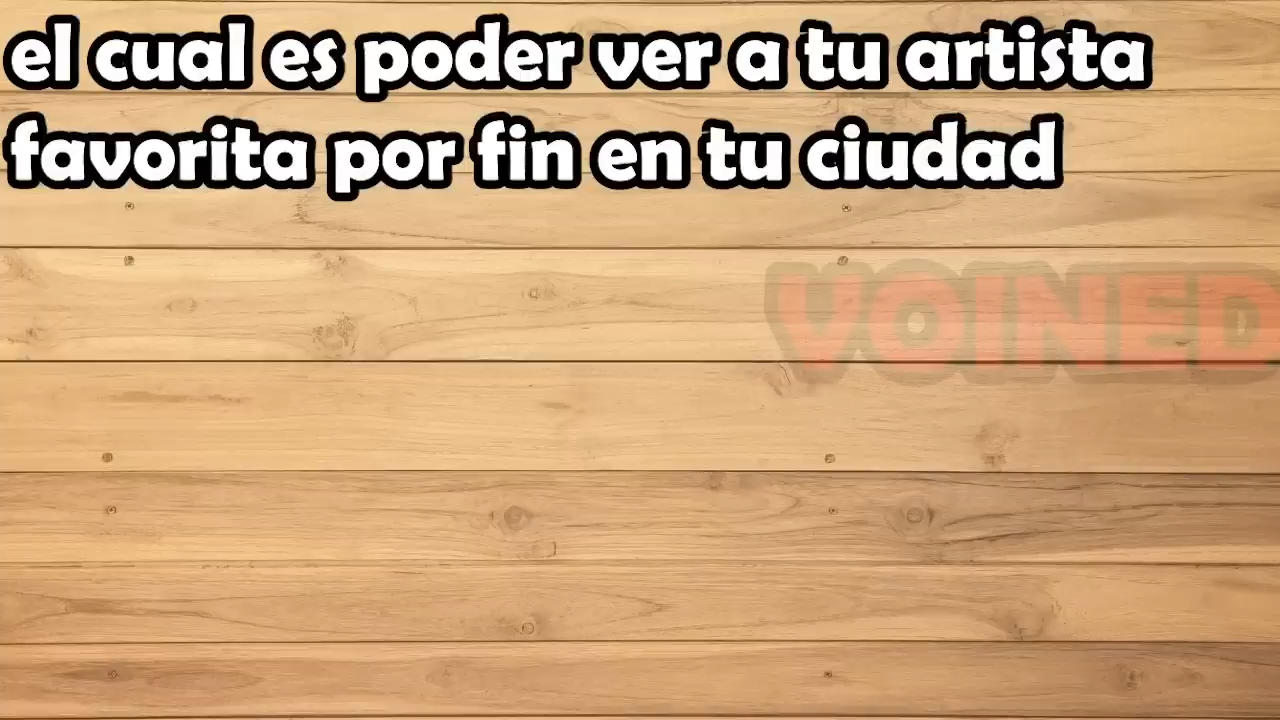 el cual es poder ver a tu artista
favorita por fin en tu ciudad
VOINED